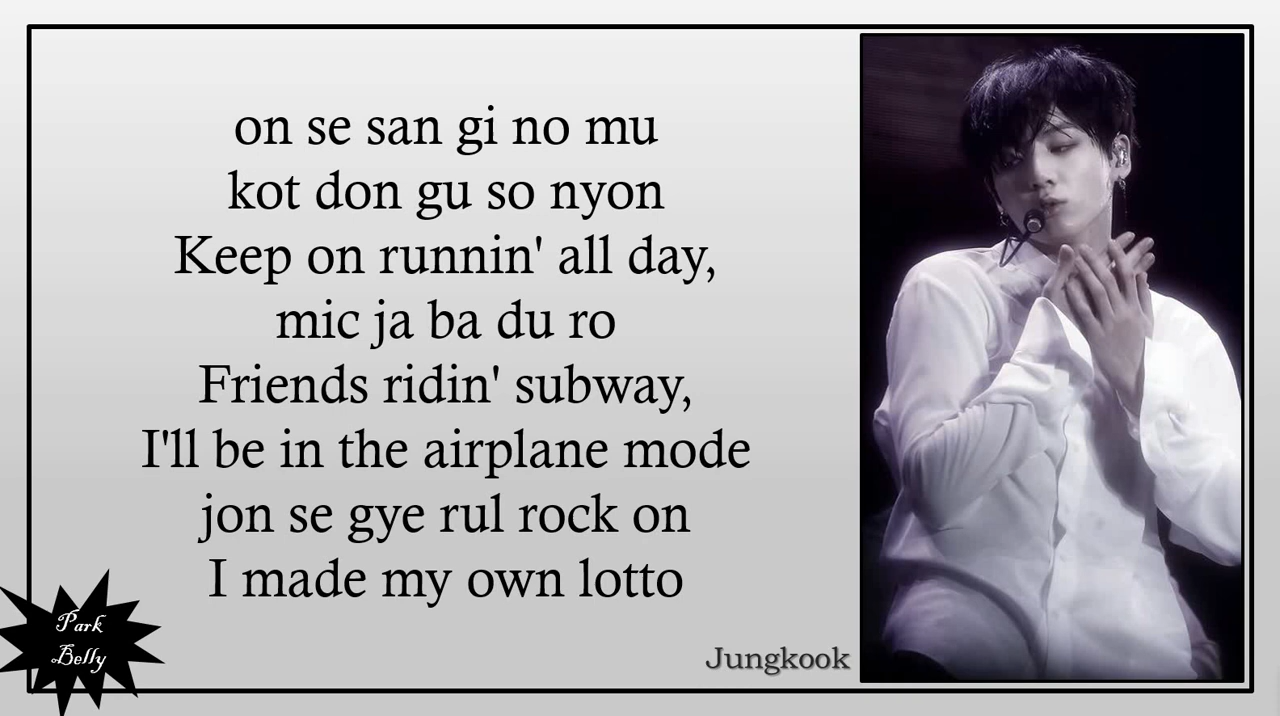 on se san gi no mu
kot don gu so nyon
Keep on runnin' all day,
mic ja ba du ro
Friends ridin' subway,
I'll be in the airplane mode
jon se gye rul rock on
I made my own lotto
Jungkook
Park
Belly